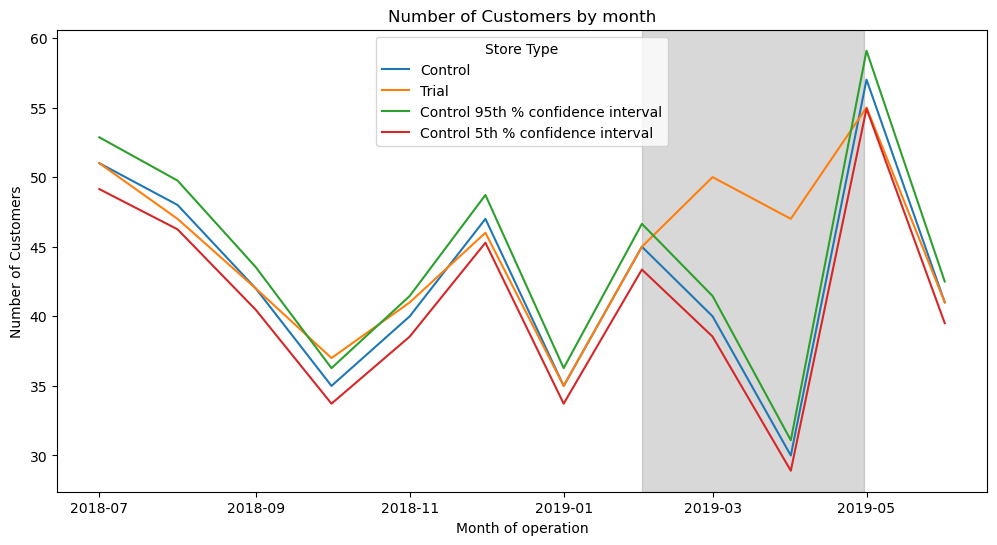 Number of Customers by month
Store Type
Control
Trial
Control 95th % confidence interval
Control 5th % confidence interval
Number of Customers
60
55
50
45
40
35
30
2018-07
2018-09
2018-11
2019-01
2019-03
2019-05
Month of operation